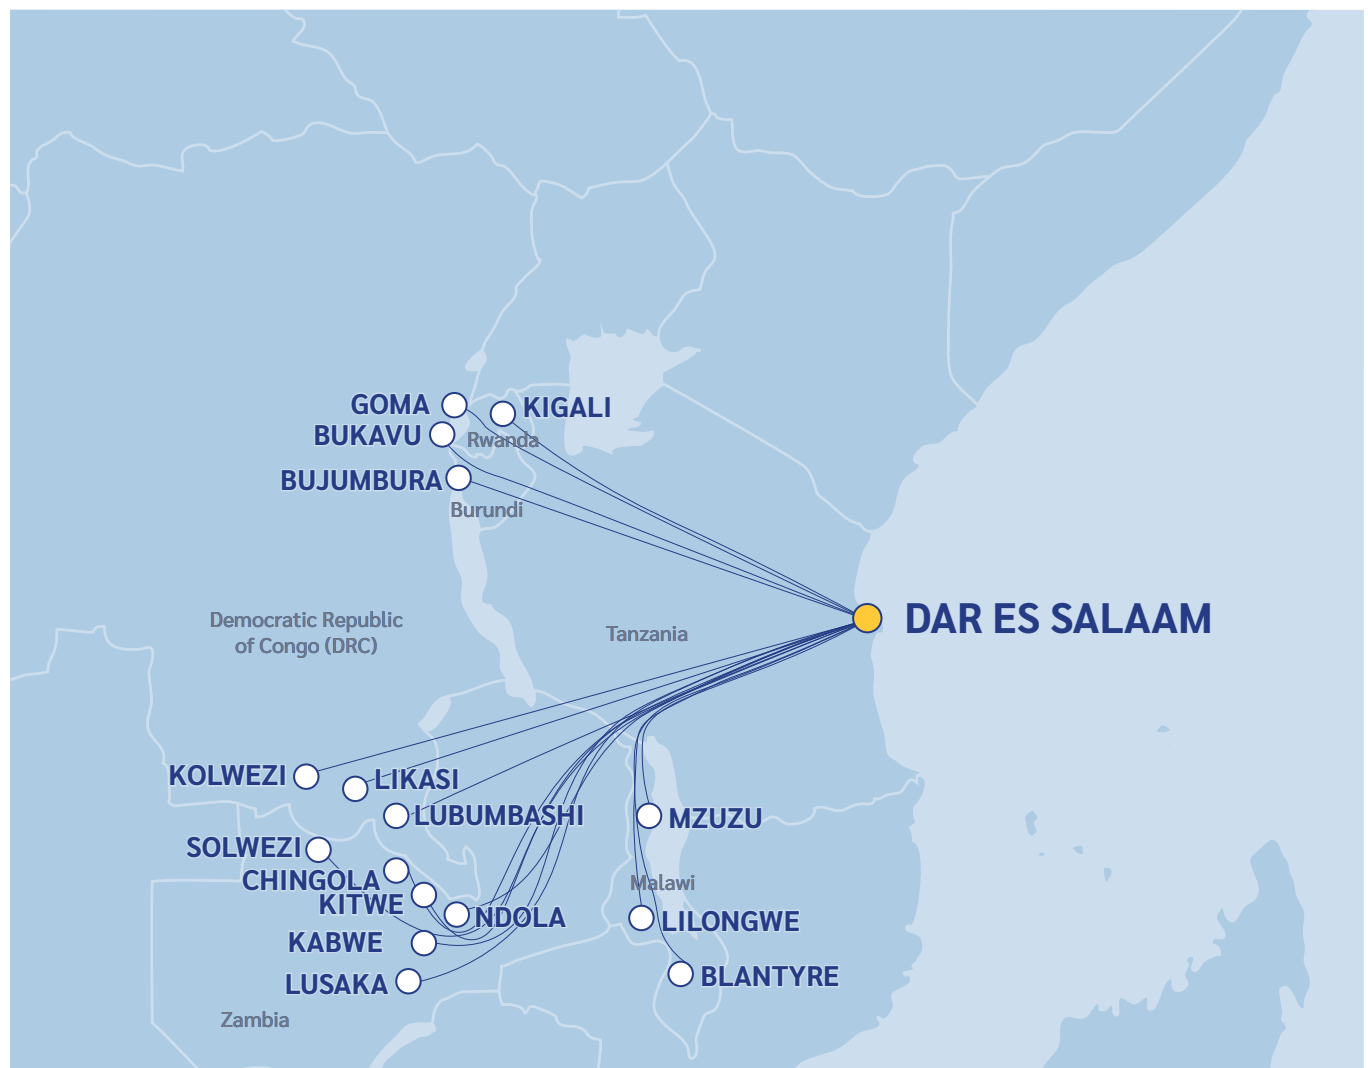 GOMA
KIGALI
BUKAVU
Rwanda
BUJUMBURA
Burundi
Democratic Republic
of Congo (DRC)
Tanzania
DAR ES SALAAM
KOLWEZI
LIKASI
LUBUMBASHI
MZUZU
SOLWEZI
CHINGOLA
Malawi
KITWE
NDOLA
LILONGWE
KABWE
BLANTYRE
LUSAKA
Zambia